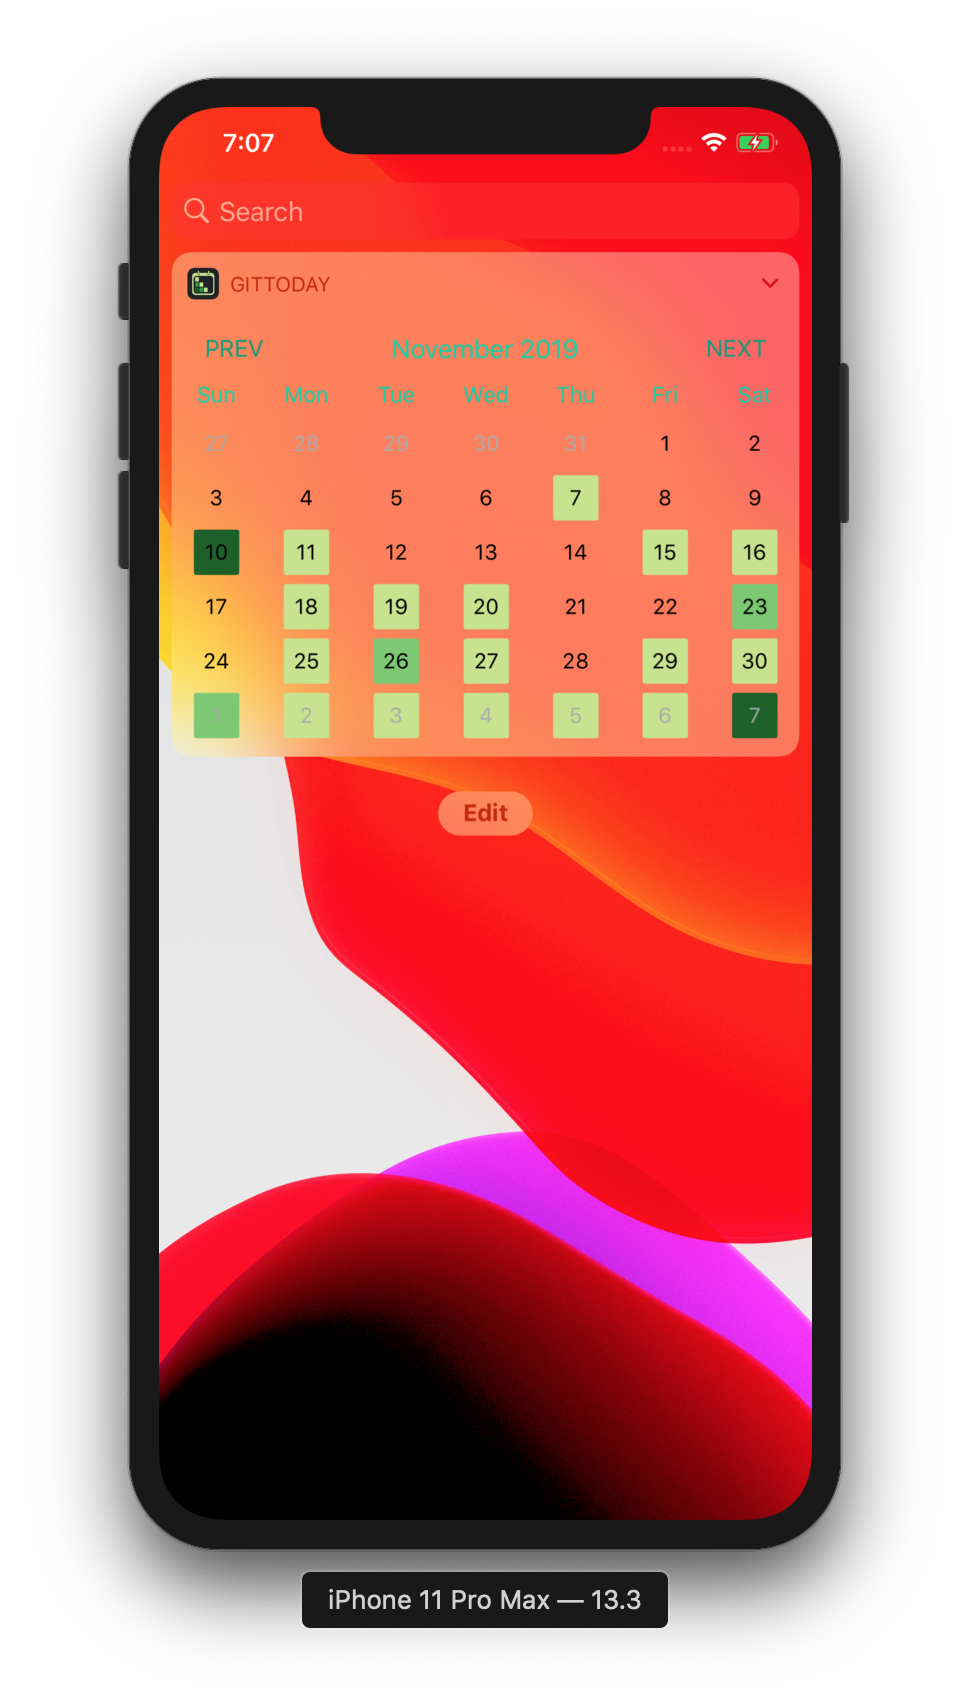 7:07
Search
GITTODAY
PREV November 2019 NEXT
Sun Mon Tue Wed Thu Fri Sat
27 28 29 30 31 1 2
3 4 5 6 7 8 9
10 11 12 13 14 15 16
17 18 19 20 21 22 23
24 25 26 27 28 29 30
1 2 3 4 5 6 7
Edit
iPhone 11 Pro Max — 13.3